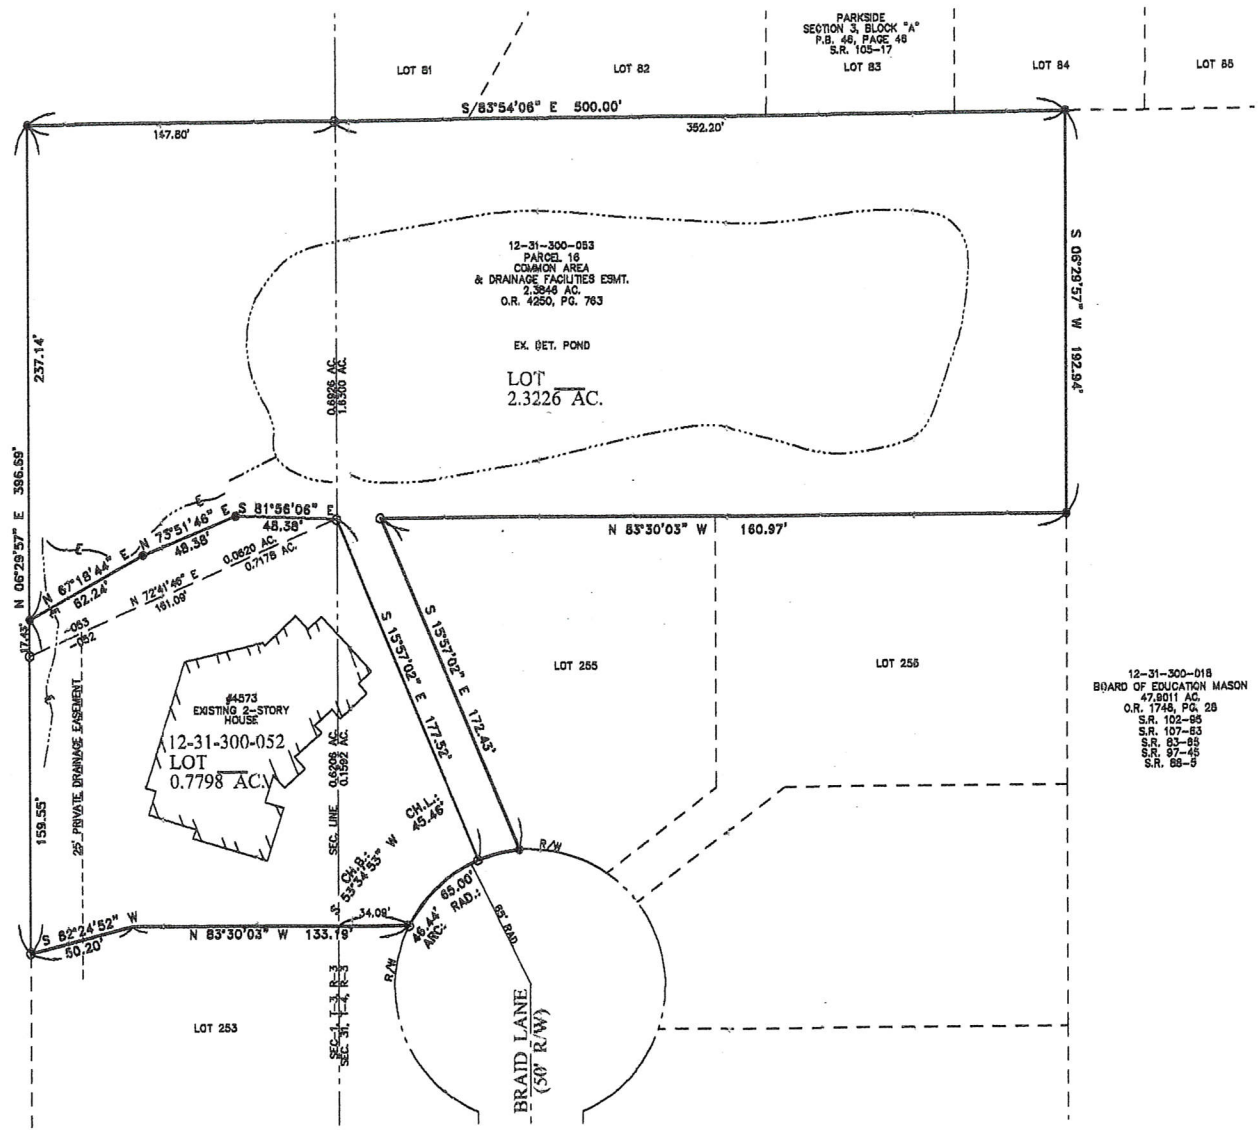 PARKSIDE
SECTION 3, BLOCK "A"
P.B. 46, PAGE 46
S.R. 105-17
LOT 81
LOT 82
LOT 83
LOT 84
LOT 85
S/83°54'06" E 500.00'
147.80'
352.20'
12-31-300-053
PARCEL 16
COMMON AREA
& DRAINAGE FACILITIES ESMT.
2.3846 AC.
O.R. 4250, PG. 763
EX. DET. POND
LOT
2.3226 AC.
0.6926 AC.
1.6300 AC.
S 06°29'57" W 192.94'
237.14'
N 06°29'57" E 396.69'
17.43'
159.55'
N 67°18'44" E
62.24'
N 73°51'46" E
48.38'
S 81°56'06" E
48.38'
0.0620 AC.
0.7178 AC.
N 72°41'46" E
161.09'
-053
-052
E
E
E
E
N 83°30'03" W 160.97'
S 15°57'02" E 177.52'
S 15°57'02" E 172.43'
LOT 255
LOT 256
12-31-300-018
BOARD OF EDUCATION MASON
47.9011 AC.
O.R. 1748, PG. 28
S.R. 102-96
S.R. 107-63
S.R. 83-85
S.R. 97-45
S.R. 88-5
#4573
EXISTING 2-STORY
HOUSE
12-31-300-052
LOT
0.7798 AC.
25' PRIVATE DRAINAGE EASEMENT
SEC. LINE 0.6206 AC.
0.1592 AC.
CH.B.: CH.L.:
S 53°34'53" W 45.46'
46.44' 65.00'
ARC: RAD.:
65' RAD
R/W
R/W
34.09'
S 82°24'52" W
50.20'
N 83°30'03" W 133.19'
SEC. 1, T-3, R-3
SEC. 31, T-4, R-3
LOT 253
BRAID LANE
(50' R/W)